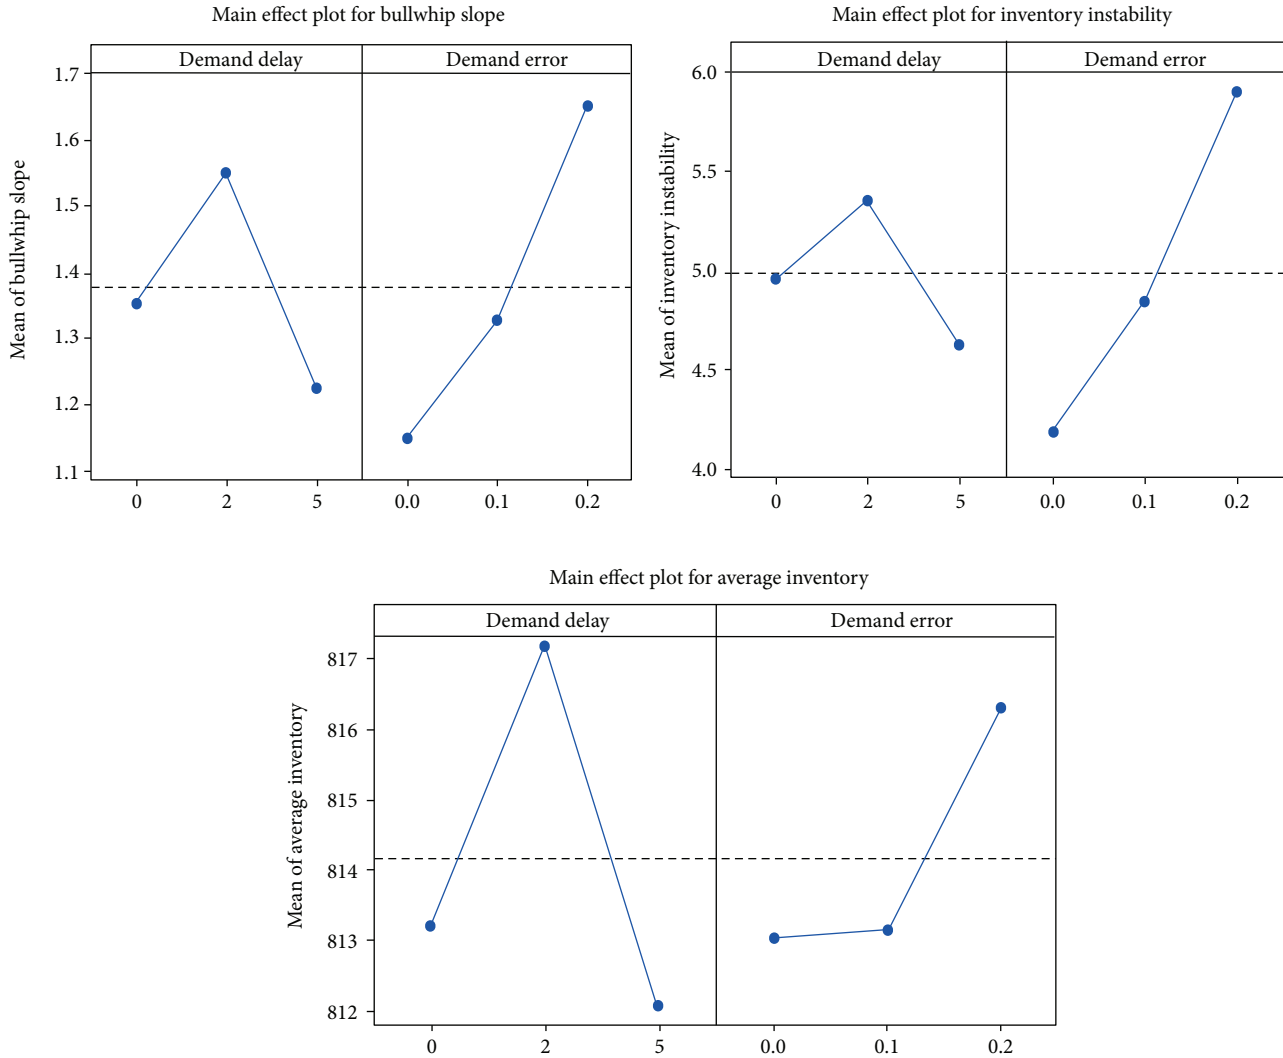 Main effect plot for bullwhip slope
Demand delay Demand error
Mean of bullwhip slope
1.7
1.6
1.5
1.4
1.3
1.2
1.1
0 2 5 0.0 0.1 0.2
Main effect plot for inventory instability
Demand delay Demand error
Mean of inventory instability
6.0
5.5
5.0
4.5
4.0
0 2 5 0.0 0.1 0.2
Main effect plot for average inventory
Demand delay Demand error
Mean of average inventory
817
816
815
814
813
812
0 2 5 0.0 0.1 0.2